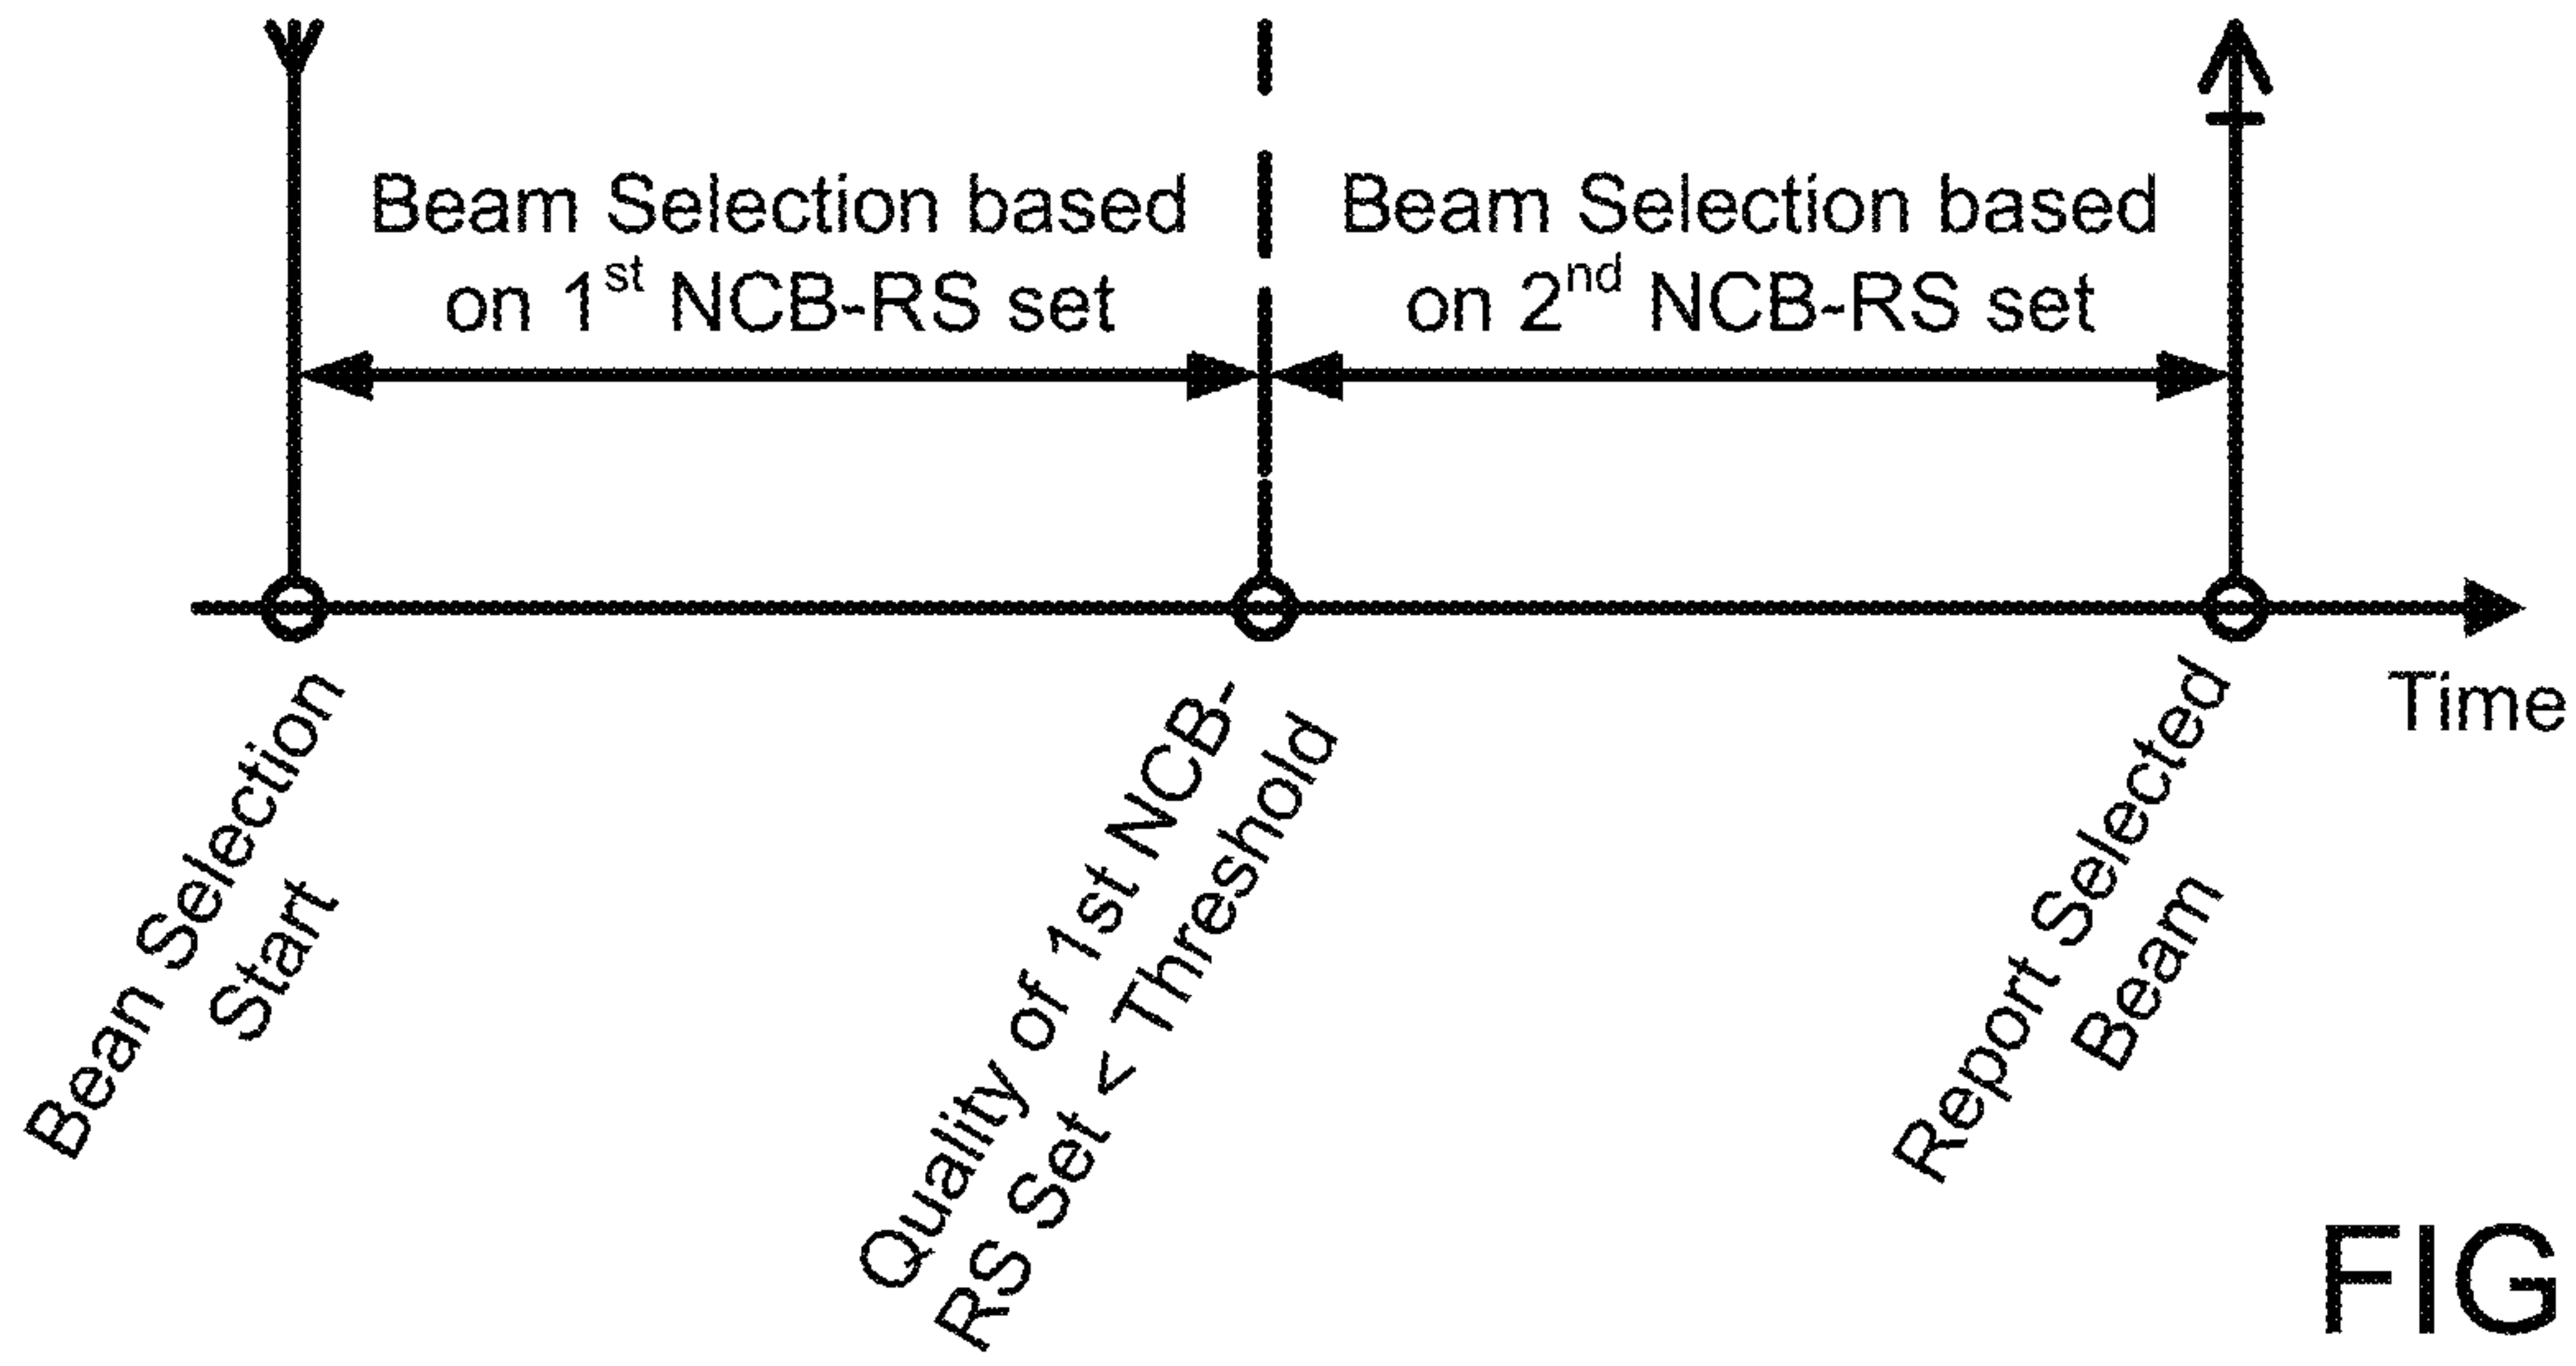 Beam Selection based
on 1st NCB-RS set
Beam Selection based
on 2nd NCB-RS set
Time
Bean Selection
Start
Quality of 1st NCB-
RS Set < Threshold
Report Selected
Beam
FIG